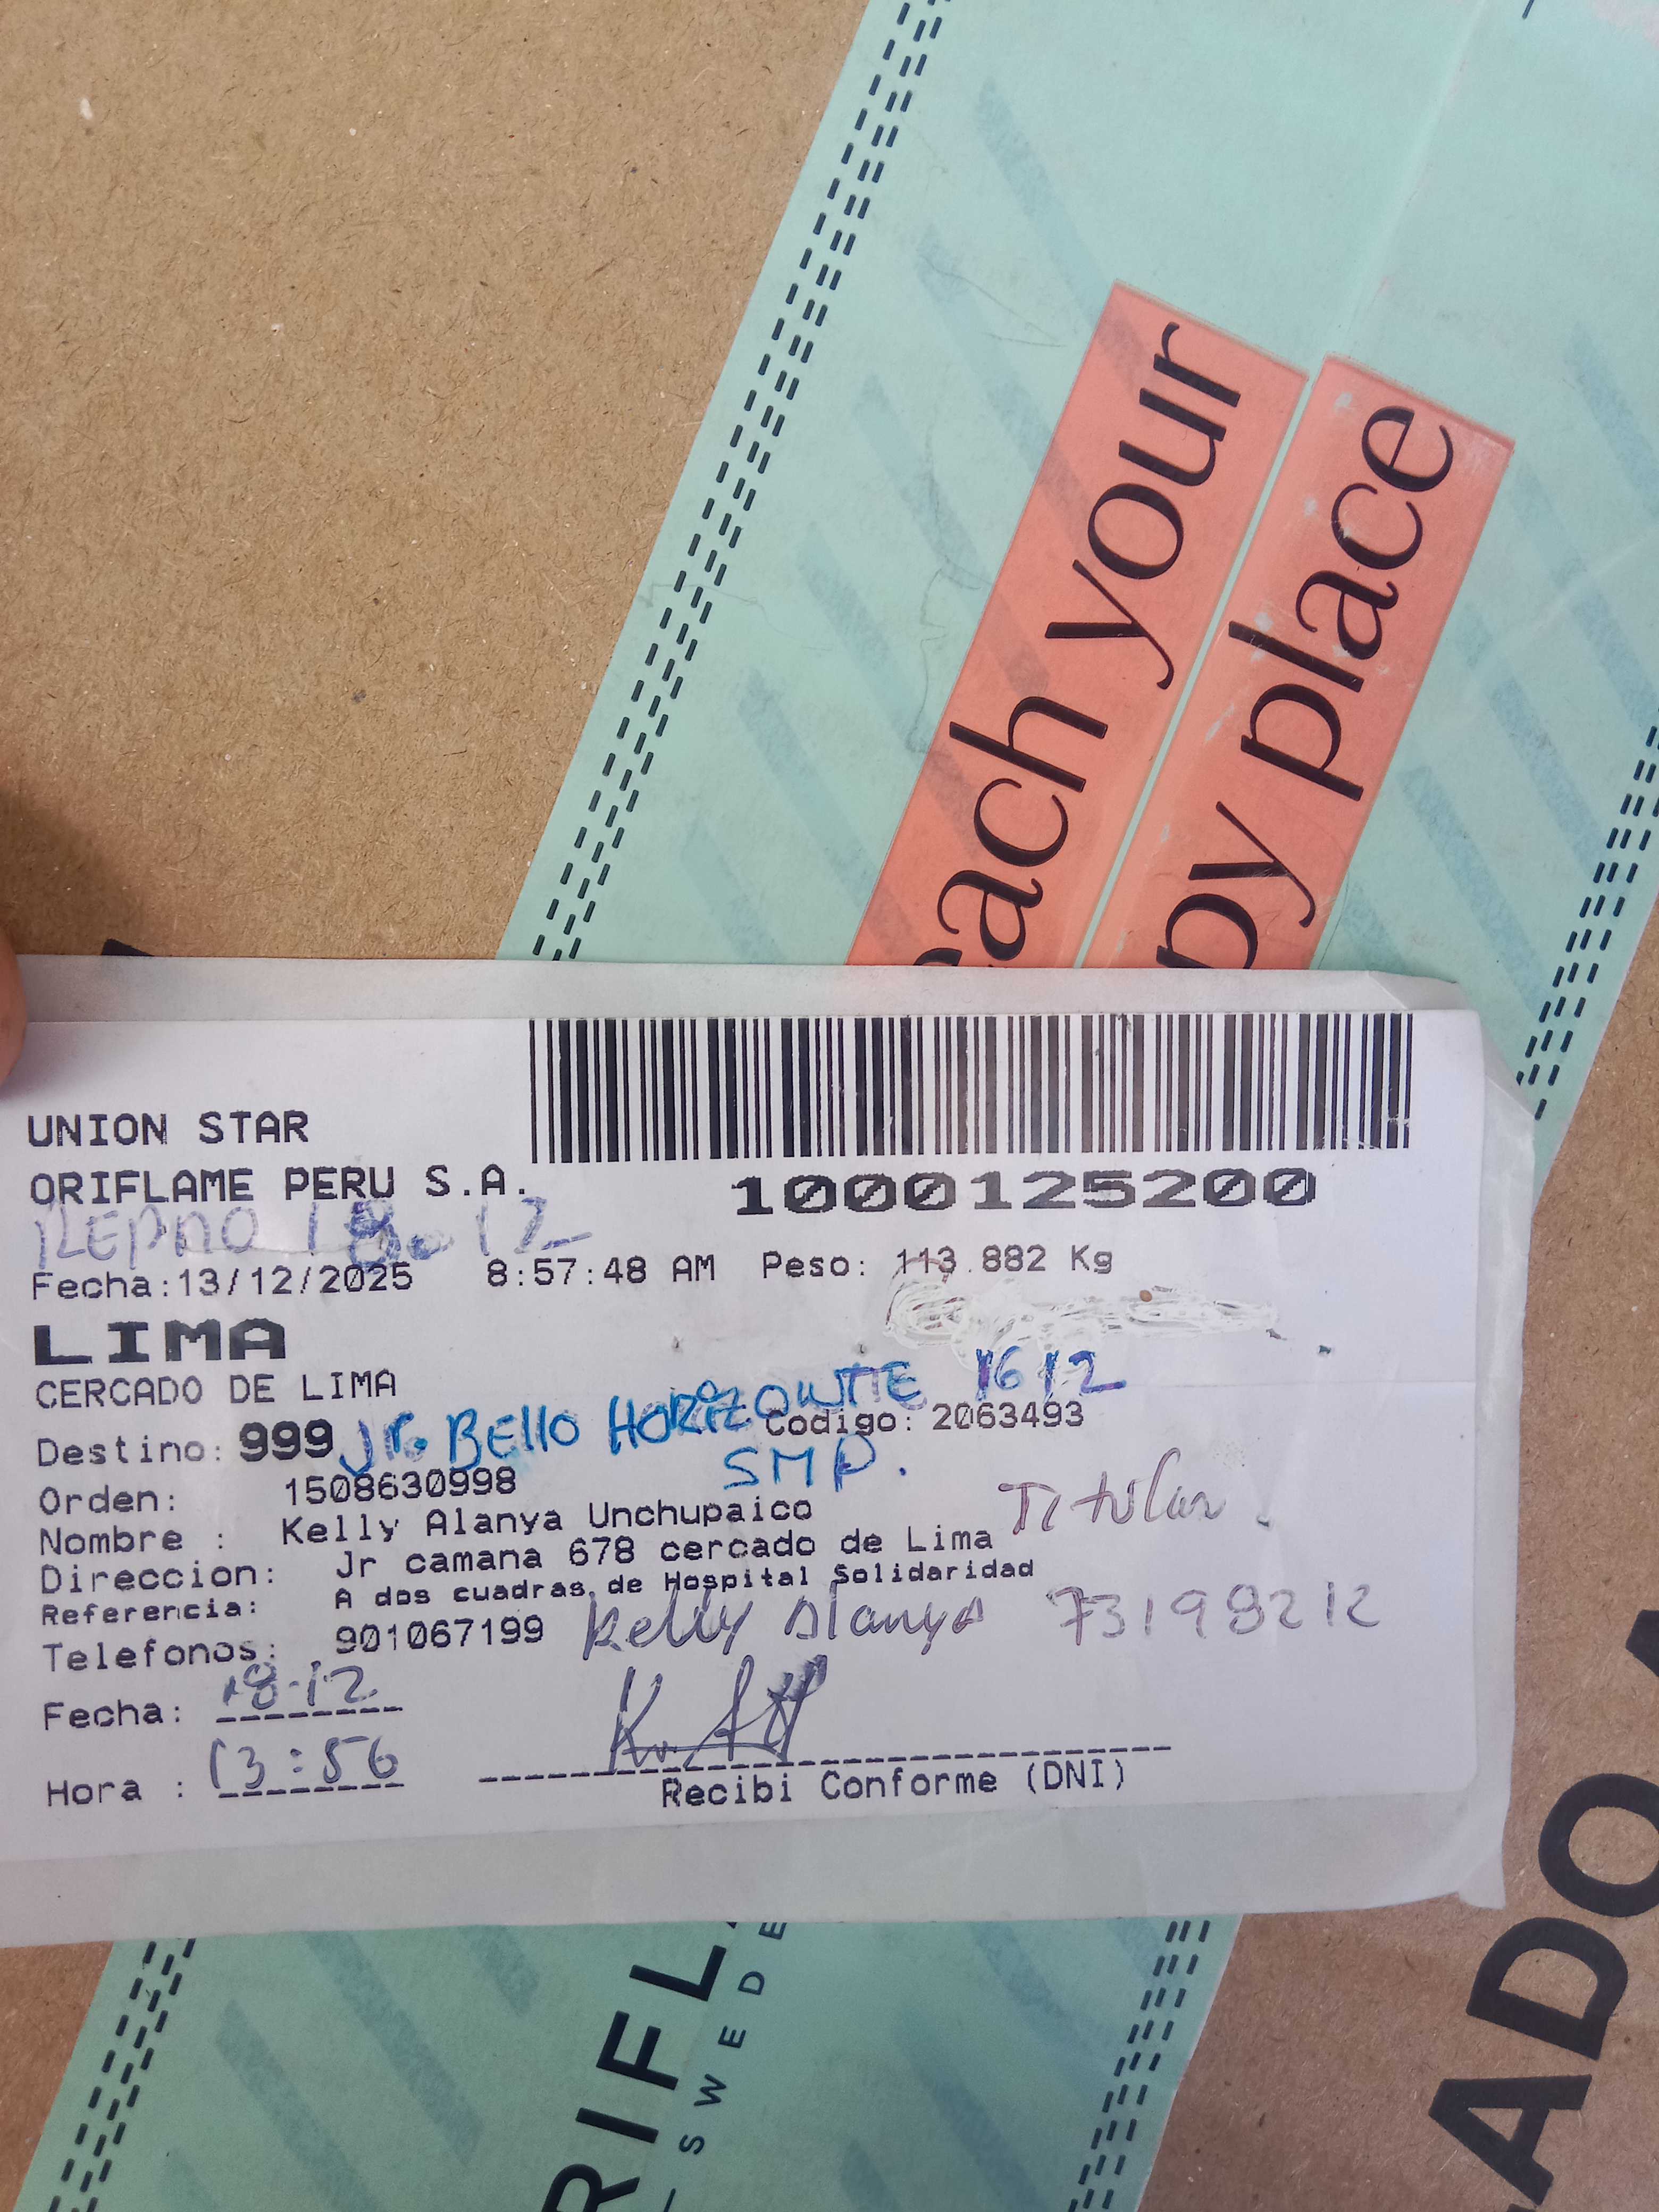 each your
py place
UNION STAR
ORIFLAME PERU S.A.
1000125200
REPRO 18.12
Fecha:13/12/2025 8:57:48 AM Peso: 113.882 Kg
LIMA
CERCADO DE LIMA
Destino: 999 Jr. BEllO HORIZONTE 1612
SMP.
Codigo: 2063493
Orden: 1508630998
Nombre : Kelly Alanya Unchupaico Titular
Direccion: Jr camana 678 cercado de Lima
Referencia: A dos cuadras de Hospital Solidaridad
Telefonos: 901067199 Kelly Alanya 73198212
Fecha: 18-12
Hora : 13:56
Recibi Conforme (DNI)
RIFL
SWEDE
ADO A